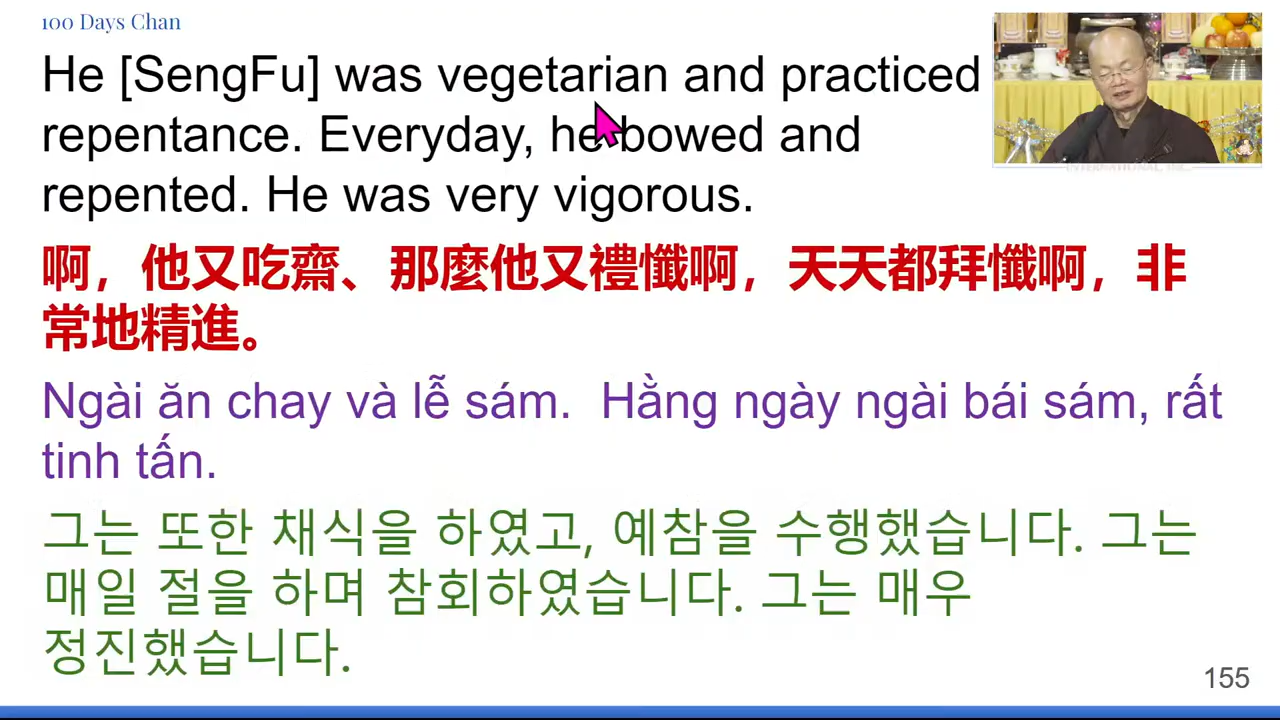 100 Days Chan
He [SengFu] was vegetarian and practiced
repentance. Everyday, he bowed and
repented. He was very vigorous.
啊，他又吃齋、那麼他又禮懺啊，天天都拜懺啊，非
常地精進。
Ngài ăn chay và lễ sám.  Hằng ngày ngài bái sám, rất
tinh tấn.
그는 또한 채식을 하였고, 예참을 수행했습니다. 그는
매일 절을 하며 참회하였습니다. 그는 매우
정진했습니다.
155